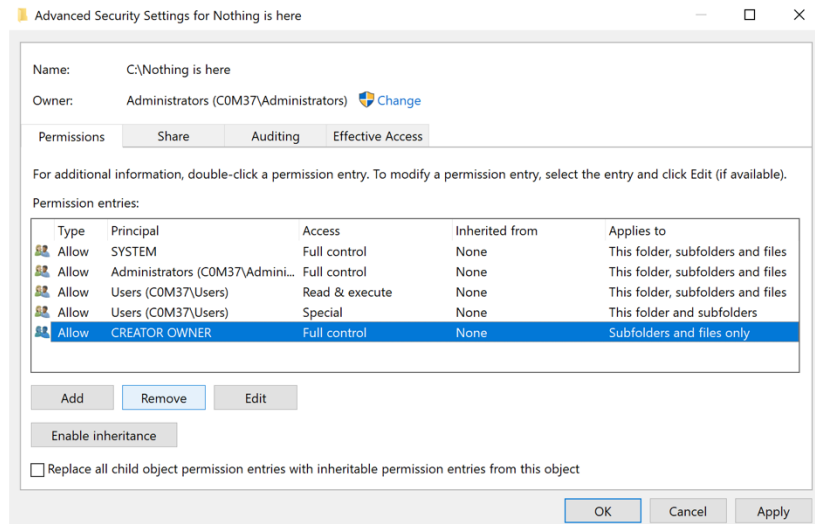 Advanced Security Settings for Nothing is here
Name: C:\Nothing is here
Owner: Administrators (C0M37\Administrators) Change
Permissions Share Auditing Effective Access
For additional information, double-click a permission entry. To modify a permission entry, select the entry and click Edit (if available).
Permission entries:
Type Principal Access Inherited from Applies to
Allow SYSTEM Full control None This folder, subfolders and files
Allow Administrators (C0M37\Admini... Full control None This folder, subfolders and files
Allow Users (C0M37\Users) Read & execute None This folder, subfolders and files
Allow Users (C0M37\Users) Special None This folder and subfolders
Allow CREATOR OWNER Full control None Subfolders and files only
Add Remove Edit
Enable inheritance
Replace all child object permission entries with inheritable permission entries from this object
OK Cancel Apply